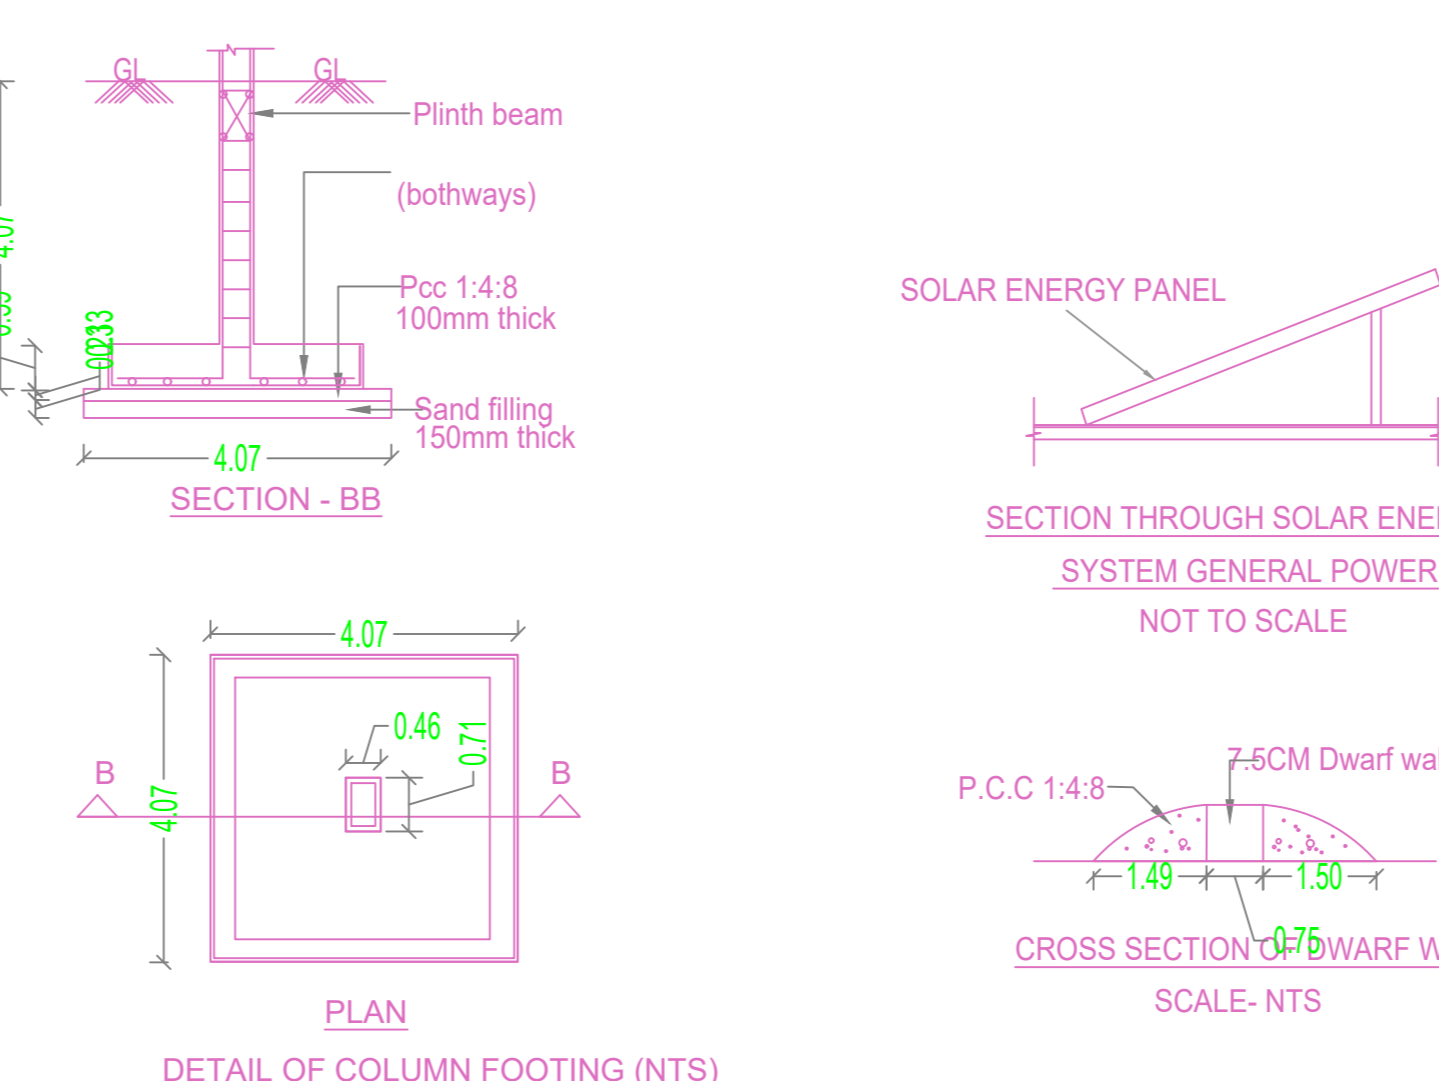 GL
GL
Plinth beam
(bothways)
Pcc 1:4:8
100mm thick
4.07
Sand filling
150mm thick
4.07
SECTION - BB
SOLAR ENERGY PANEL
SECTION THROUGH SOLAR
SYSTEM GENERAL POWER
NOT TO SCALE
4.07
0.46
0.71
B
B
4.07
PLAN
DETAIL OF COLUMN FOOTING (NTS)
7.5CM Dwarf
P.C.C 1:4:8
1.49
1.50
0.75
CROSS SECTION OF DWARF
SCALE- NTS